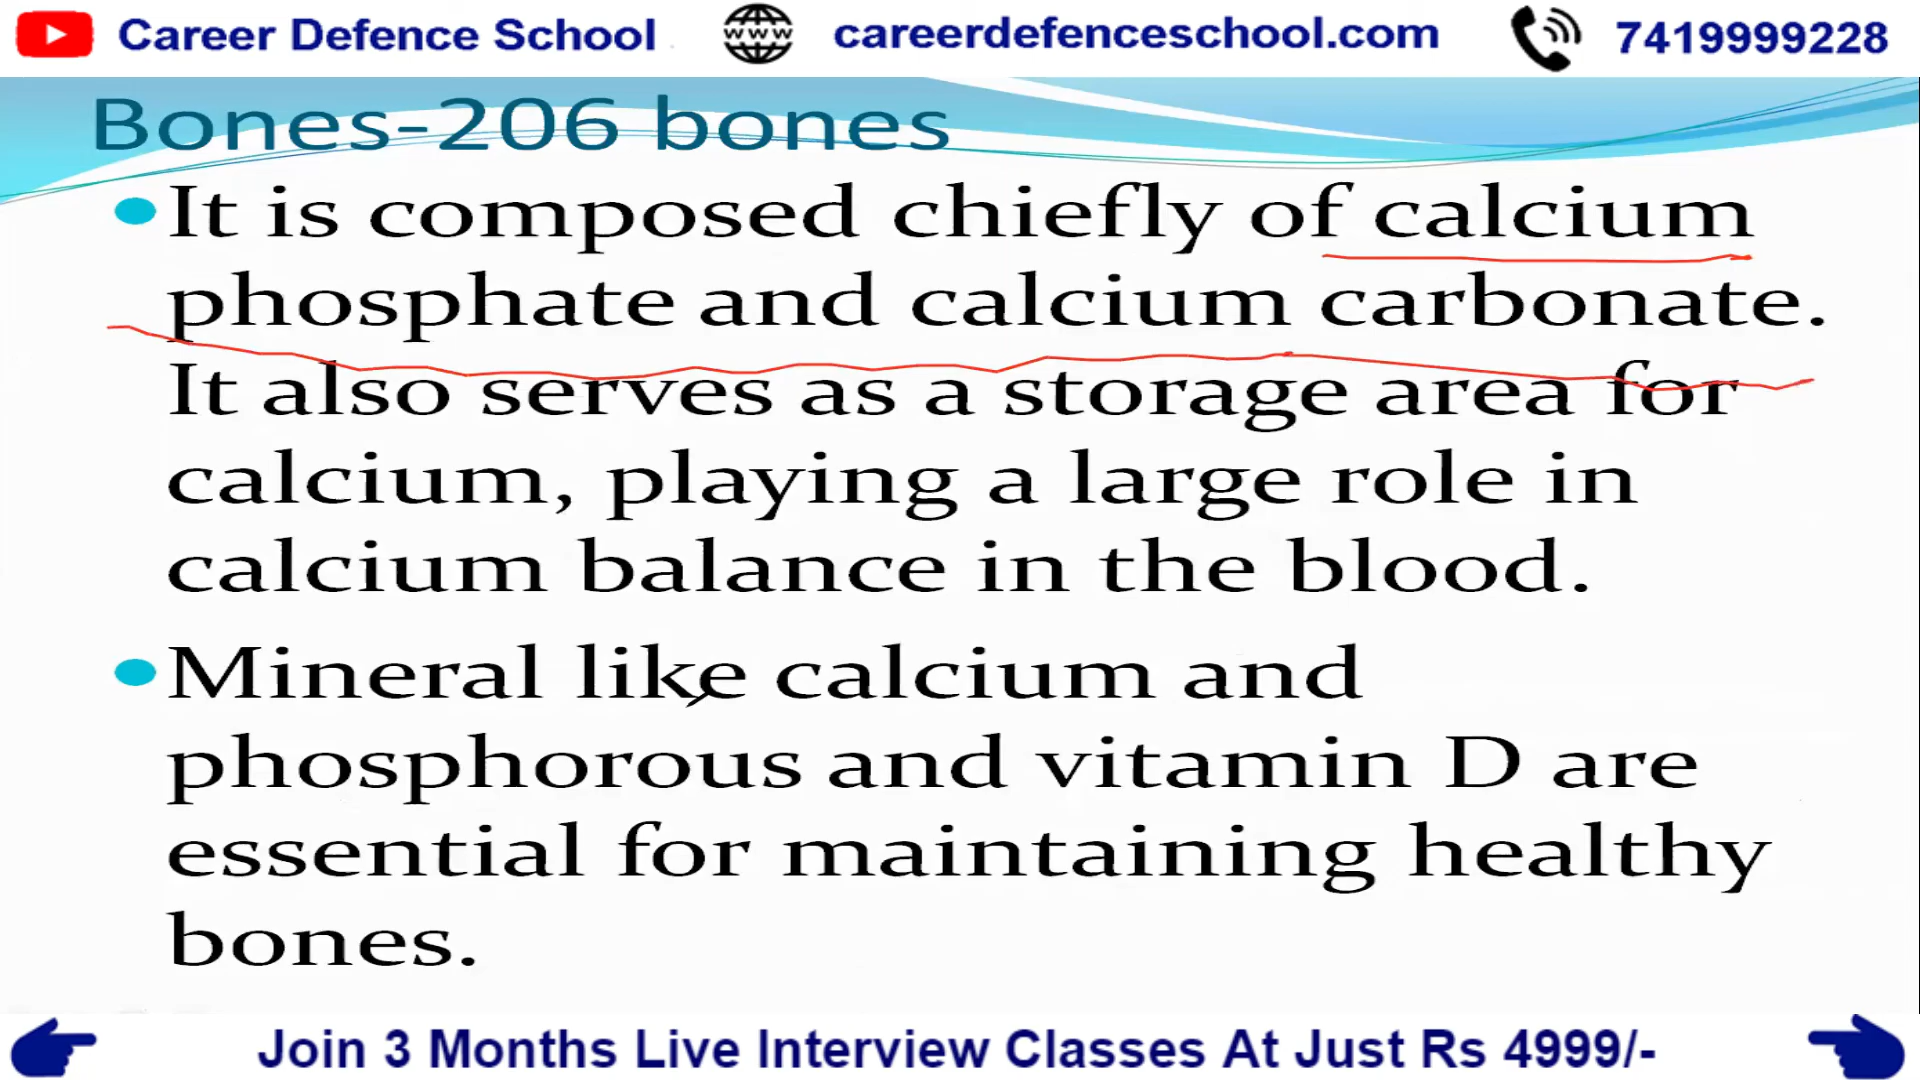 Career Defence School
WWW
careerdefenceschool.com
7419999228
Bones-206 bones
It is composed chiefly of calcium
phosphate and calcium carbonate.
It also serves as a storage area for
calcium, playing a large role in
calcium balance in the blood.
Mineral like calcium and
phosphorous and vitamin D are
essential for maintaining healthy
bones.
Join 3 Months Live Interview Classes At Just Rs 4999/-